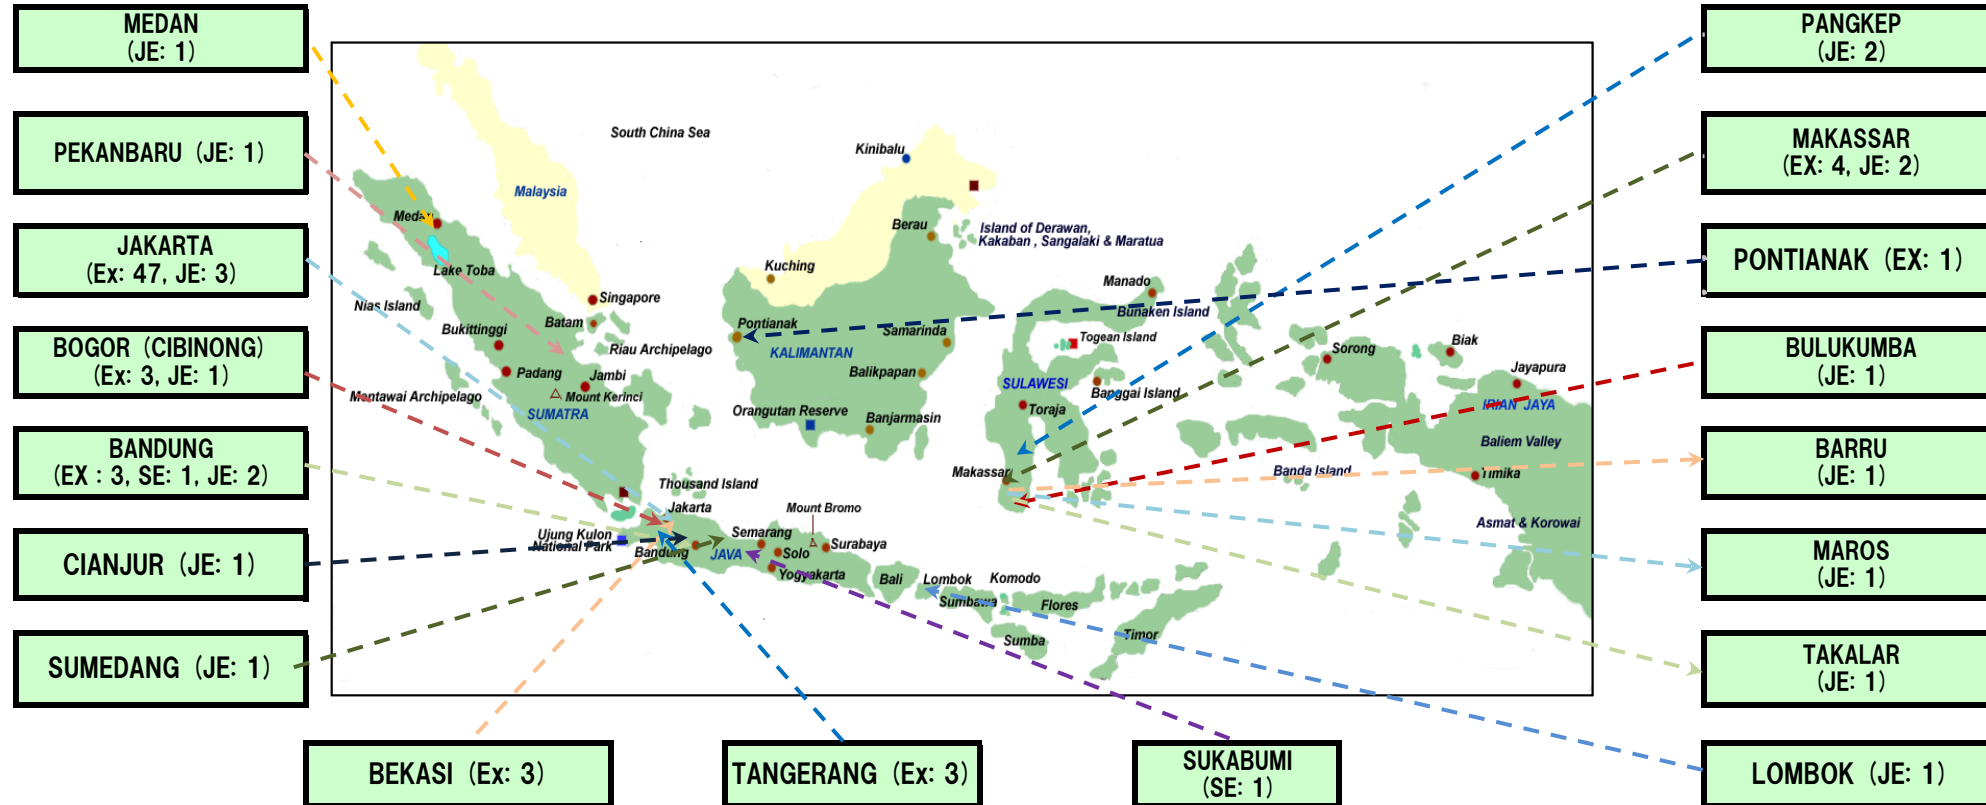 MEDAN
(JE: 1)
PEKANBARU (JE: 1)
JAKARTA
(Ex: 47, JE: 3)
BOGOR (CIBINONG)
(Ex: 3, JE: 1)
BANDUNG
(EX : 3, SE: 1, JE: 2)
CIANJUR (JE: 1)
SUMEDANG (JE: 1)
BEKASI (Ex: 3)
TANGERANG (Ex: 3)
SUKABUMI
(SE: 1)
PANGKEP
(JE: 2)
MAKASSAR
(EX: 4, JE: 2)
PONTIANAK (EX: 1)
BULUKUMBA
(JE: 1)
BARRU
(JE: 1)
MAROS
(JE: 1)
TAKALAR
(JE: 1)
LOMBOK (JE: 1)
South China Sea
Kinibalu
Malaysia
Medan
Lake Toba
Nias Island
Singapore
Batam
Bukittinggi
Riau Archipelago
Padang
Jambi
Mount Kerinci
Mentawai Archipelago
SUMATRA
Kuching
Berau
Island of Derawan,
Kakaban , Sangalaki & Maratua
Pontianak
KALIMANTAN
Samarinda
Balikpapan
Orangutan Reserve
Banjarmasin
Manado
Bunaken Island
Togean Island
SULAWESI
Banggai Island
Toraja
Makassar
Sorong
Biak
Jayapura
IRIAN JAYA
Baliem Valley
Banda Island
Timika
Asmat & Korowai
Thousand Island
Jakarta
Ujung Kulon
National Park
Bandung
JAVA
Semarang
Mount Bromo
Solo
Surabaya
Yogyakarta
Bali
Lombok
Komodo
Sumbawa
Flores
Sumba
Timor